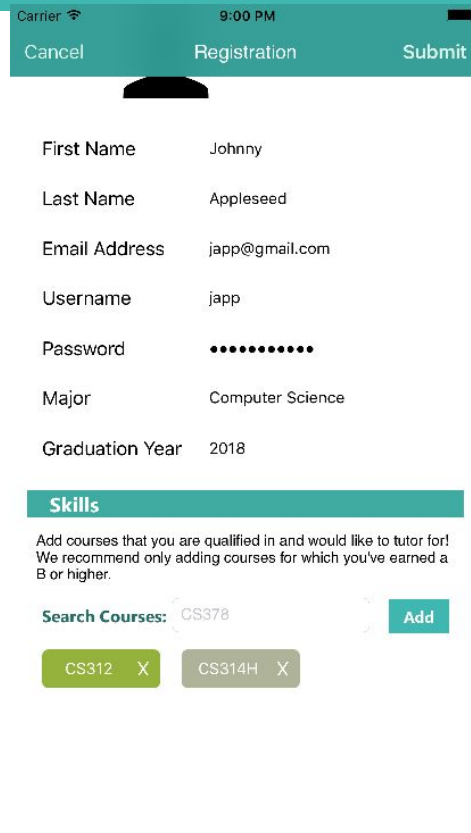 Carrier 9:00 PM
Cancel Registration Submit
First Name Johnny
Last Name Appleseed
Email Address japp@gmail.com
Username japp
Password •••••••••••
Major Computer Science
Graduation Year 2018
Skills
Add courses that you are qualified in and would like to tutor for!
We recommend only adding courses for which you've earned a
B or higher.
Search Courses: CS378 Add
CS312 X CS314H X